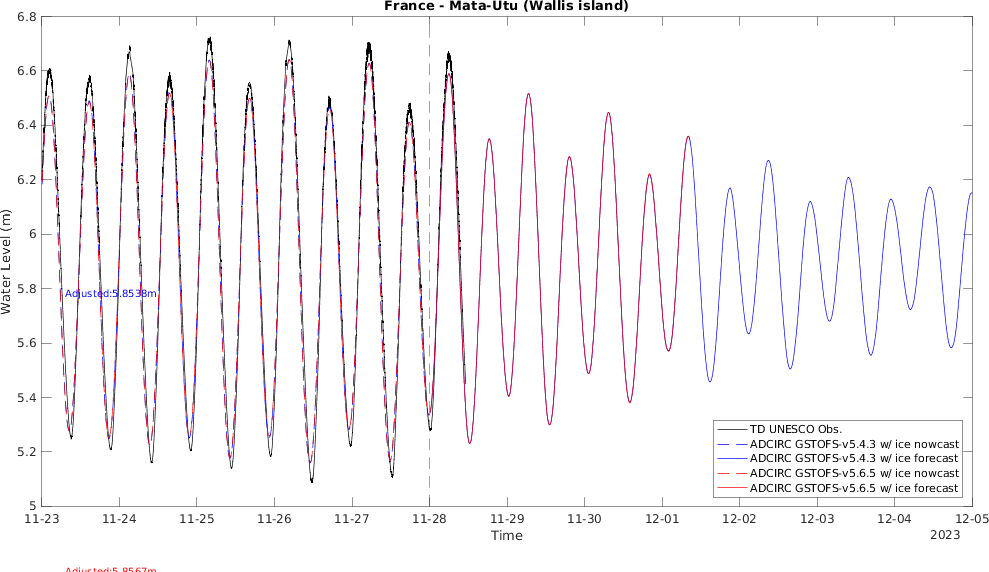 France - Mata-Utu (Wallis island)
6.8
6.6
6.4
6.2
6
5.8
5.6
5.4
5.2
5
Water Level (m)
Adjusted:5.8538m
TD UNESCO Obs.
ADCIRC GSTOFS-v5.4.3 w/ ice nowcast
ADCIRC GSTOFS-v5.4.3 w/ ice forecast
ADCIRC GSTOFS-v5.6.5 w/ ice nowcast
ADCIRC GSTOFS-v5.6.5 w/ ice forecast
11-23 11-24 11-25 11-26 11-27 11-28 11-29 11-30 12-01 12-02 12-03 12-04 12-05
Time
2023
Adjusted:5.8567m